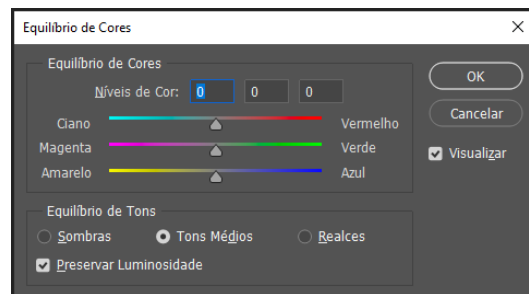 Equilíbrio de Cores
Equilíbrio de Cores
Níveis de Cor: 0 0 0
OK
Cancelar
Visualizar
Ciano Vermelho
Magenta Verde
Amarelo Azul
Equilíbrio de Tons
Sombras Tons Médios Realces
Preservar Luminosidade